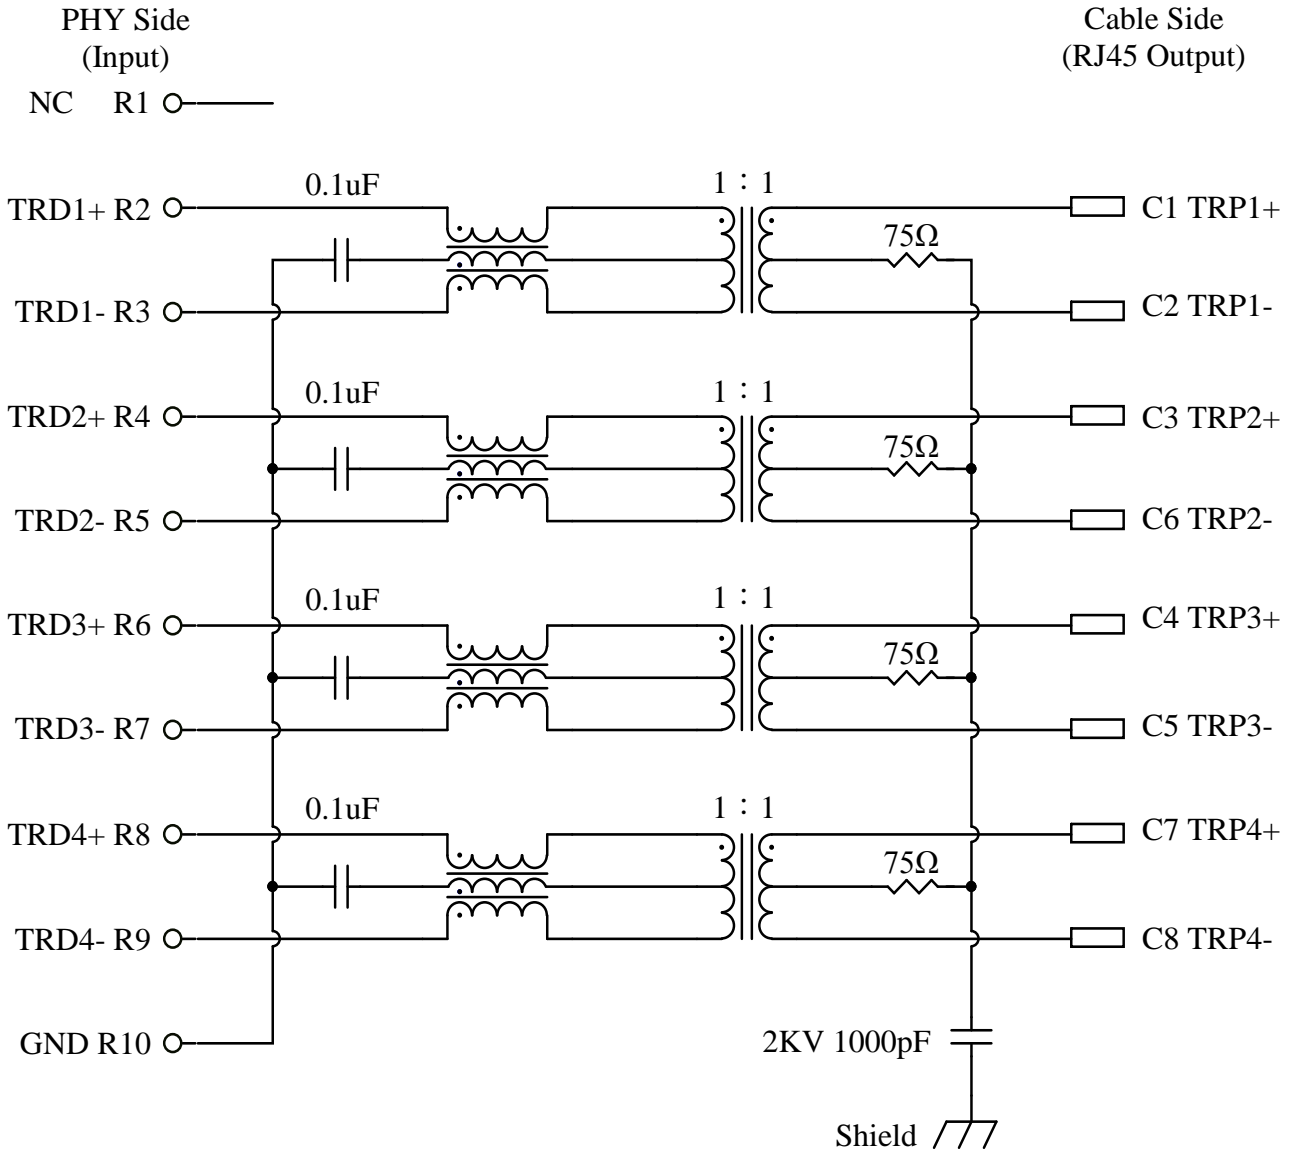 PHY Side
(Input)
Cable Side
(RJ45 Output)
NC R1
0.1uF
1 : 1
TRD1+ R2
C1 TRP1+
75Ω
TRD1- R3
C2 TRP1-
0.1uF
1 : 1
TRD2+ R4
C3 TRP2+
75Ω
TRD2- R5
C6 TRP2-
0.1uF
1 : 1
TRD3+ R6
C4 TRP3+
75Ω
TRD3- R7
C5 TRP3-
0.1uF
1 : 1
TRD4+ R8
C7 TRP4+
75Ω
TRD4- R9
C8 TRP4-
GND R10
2KV 1000pF
Shield